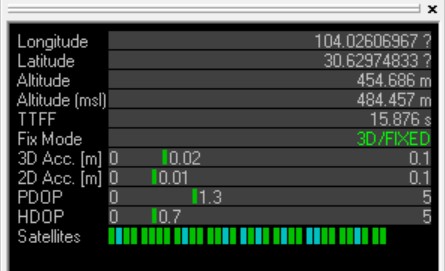 Longitude 104.02606967 ?
Latitude 30.62974833 ?
Altitude 454.686 m
Altitude (msl) 484.457 m
TTFF 15.876 s
Fix Mode 3D/FIXED
3D Acc. [m] 0 0.02 0.1
2D Acc. [m] 0 0.01 0.1
PDOP 0 1.3 5
HDOP 0 0.7 5
Satellites